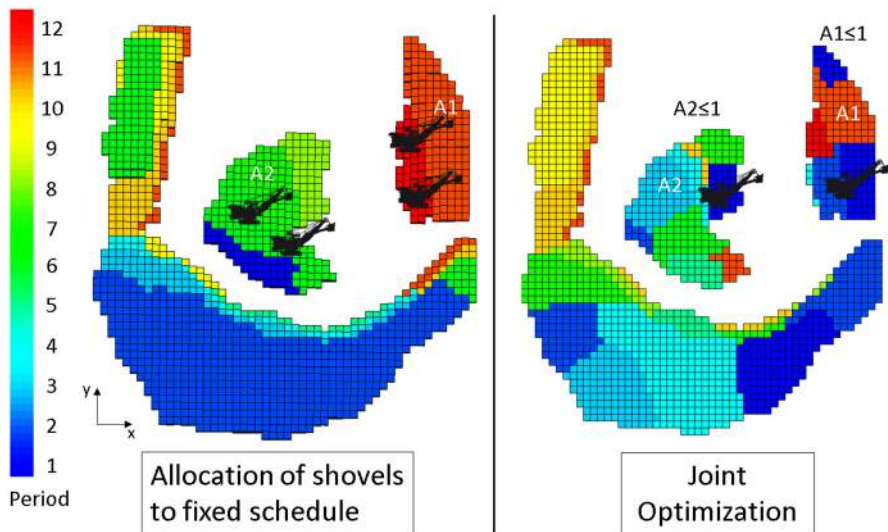 12
11
10
9
8
7
6
5
4
3
2
1
Period
y
x
A1
A2
Allocation of shovels
to fixed schedule
A1≤1
A2≤1
A1
A2
Joint
Optimization